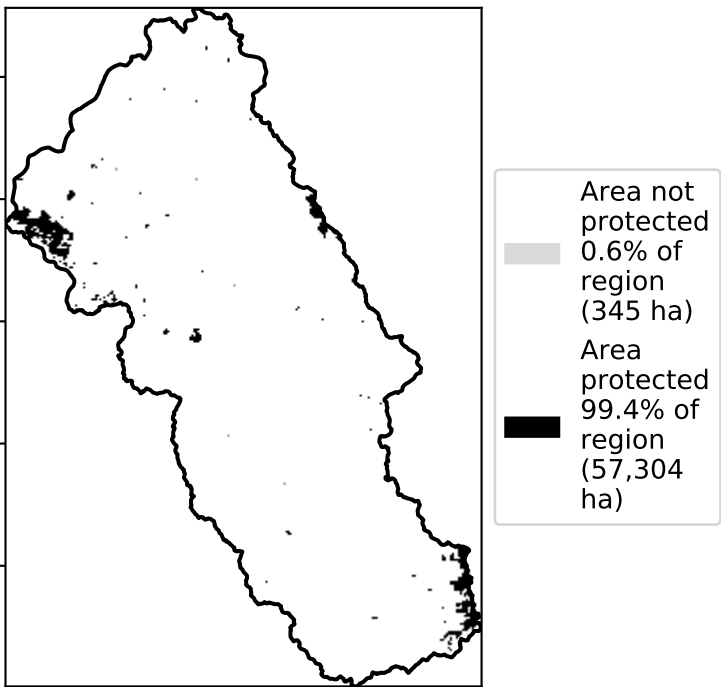 Area not
protected
0.6% of
region
(345 ha)
Area
protected
99.4% of
region
(57,304
ha)